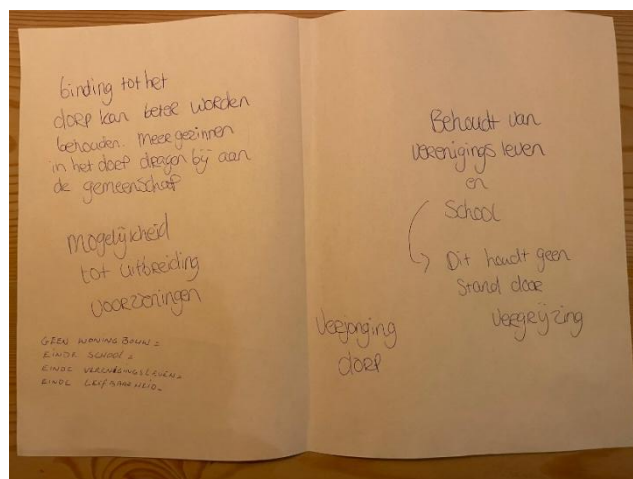 binding tot het
dorp kan beter worden
behouden. Meer gezinnen
in het dorp dragen bij aan
de gemeenschap
Mogelijkheid
tot uitbreiding
voorzieningen
GEEN WONING BOUW =
EINDE SCHOOL =
EINDE VERENIGINGSLEVEN =
EINDE LEEFBAARHEID.
Behoudt van
verenigings leven
en
School
Dit houdt geen
Stand door
Vergrijzing
Verjonging
dorp